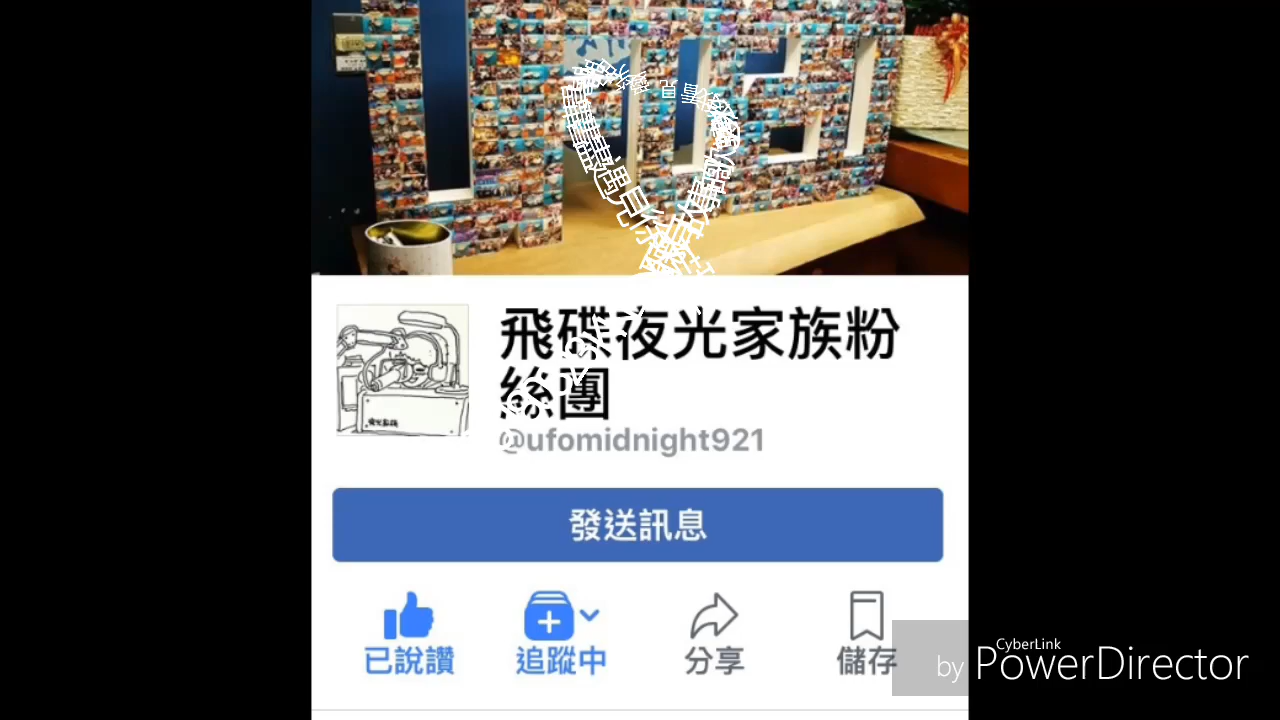 飛碟夜光家族粉
絲團
@ufomidnight921
發送訊息
已說讚
追蹤中
分享
儲存
CyberLink
by PowerDirector